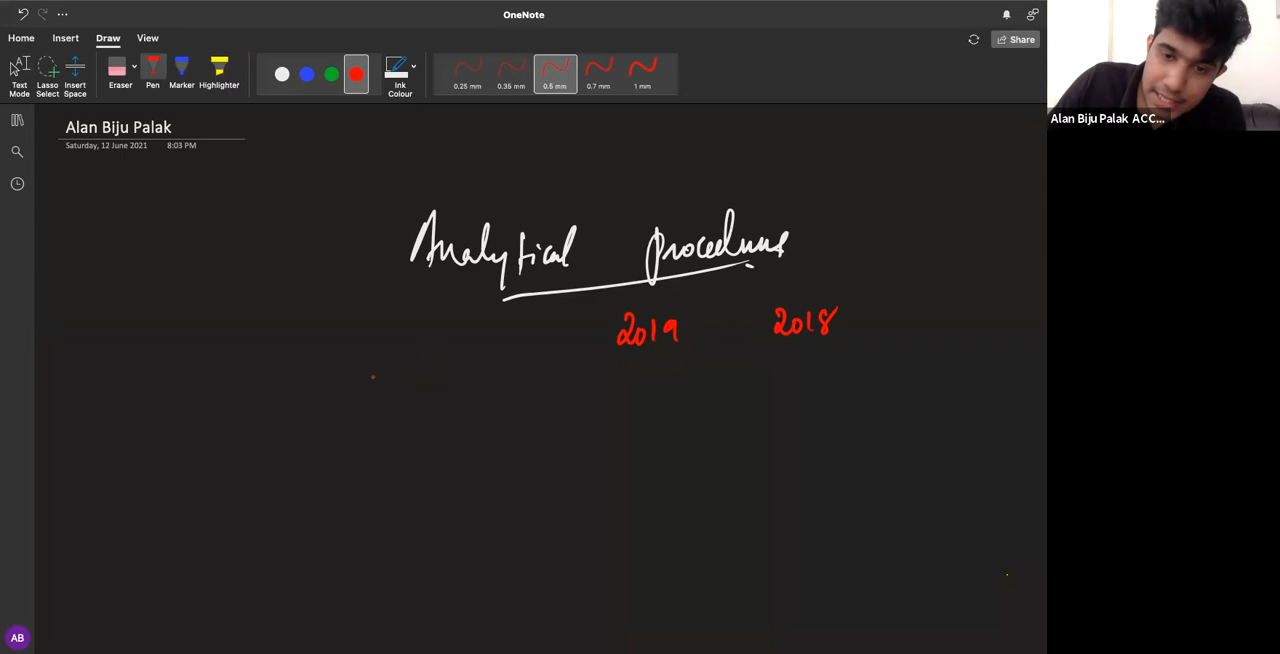 OneNote
Home Insert Draw View
Share
Text Mode
Lasso Select
Insert Space
Eraser
Pen
Marker
Highlighter
Ink Colour
0.25 mm
0.35 mm
0.5 mm
0.7 mm
1 mm
Alan Biju Palak
Saturday, 12 June 2021 8:03 PM
Alan Biju Palak ACC...
Analytical procedure
2019 2018
AB